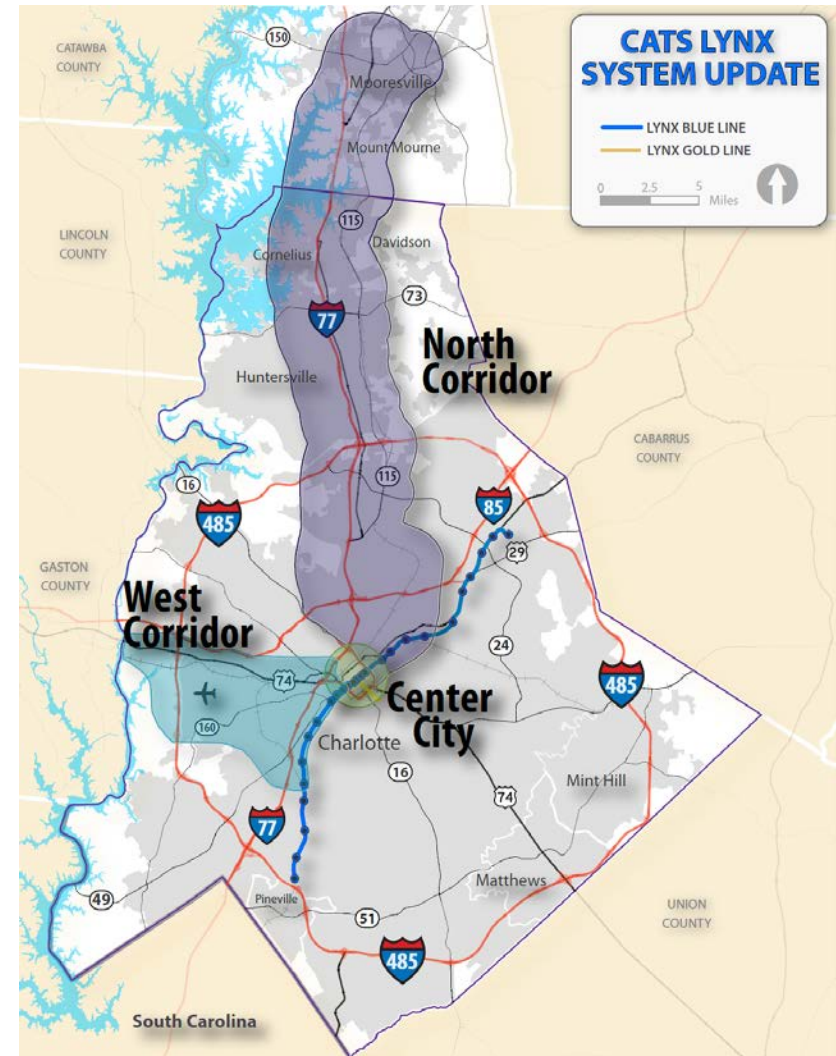 CATS LYNX
SYSTEM UPDATE
LYNX BLUE LINE
LYNX GOLD LINE
0 2.5 5
Miles
CATAWBA
COUNTY
150
Mooresville
Mount Mourne
LINCOLN
COUNTY
115
Cornelius
Davidson
73
77
North
Corridor
Huntersville
CABARRUS
COUNTY
16
115
485
85
29
GASTON
COUNTY
West
Corridor
24
74
485
Center
City
160
Charlotte
16
74
Mint Hill
77
Matthews
49
Pineville
51
UNION
COUNTY
485
South Carolina